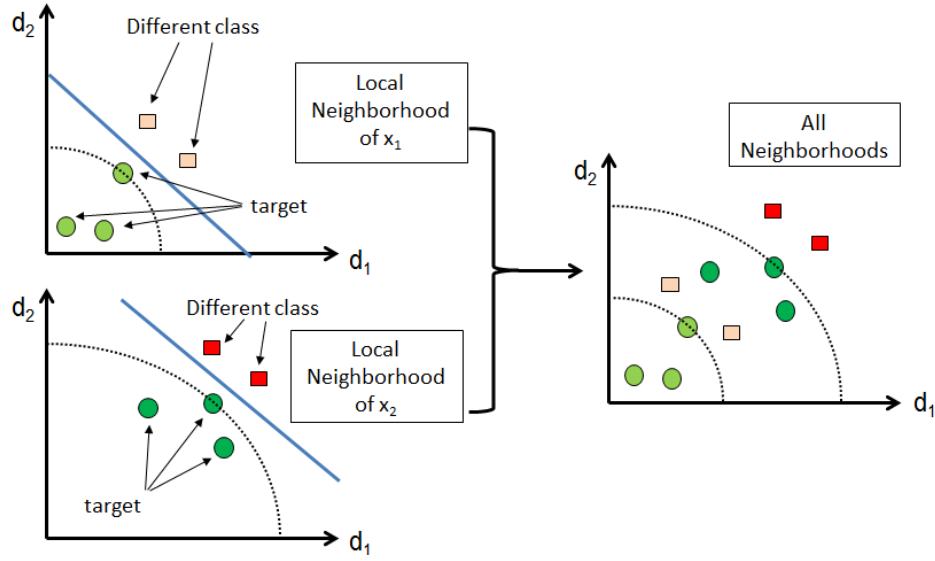 d2
Different class
target
d1
Local
Neighborhood
of x1
d2
Different class
target
d1
Local
Neighborhood
of x2
All
Neighborhoods
d2
d1